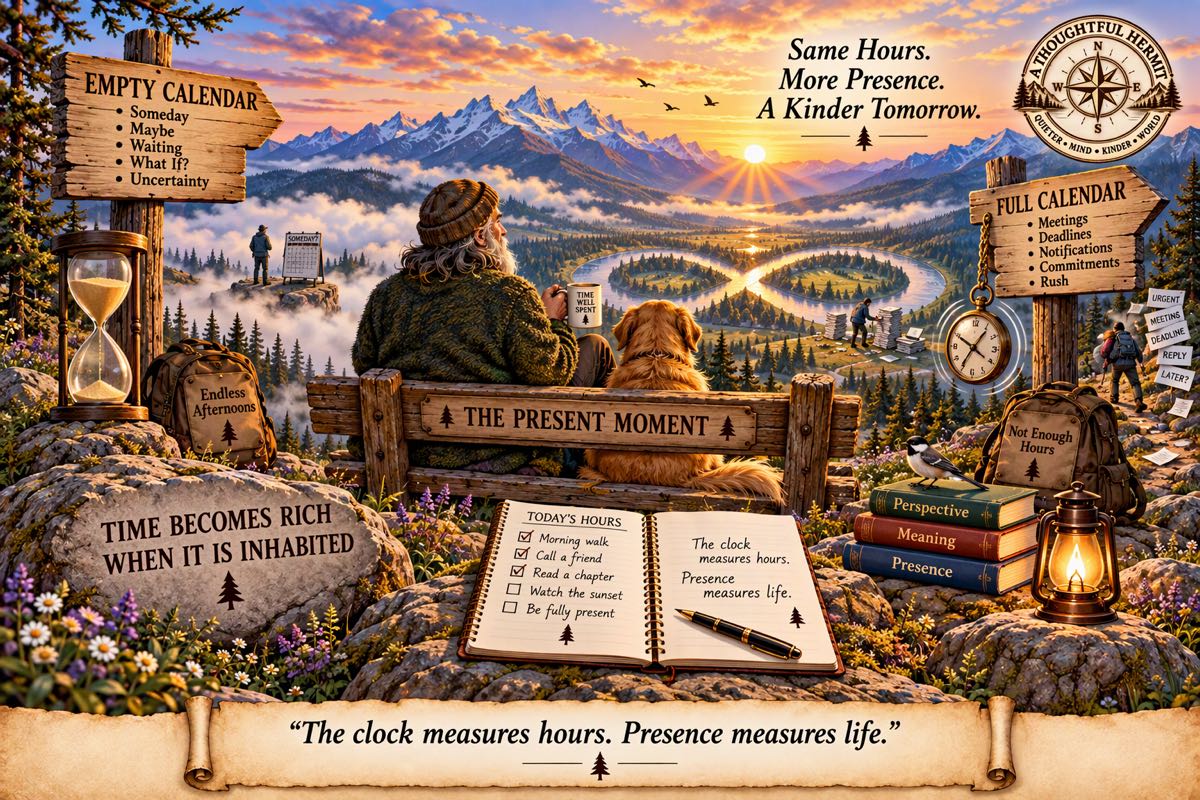 EMPTY CALENDAR
• Someday
• Maybe
• Waiting
• What If?
• Uncertainty
Same Hours.
More Presence.
A Kinder Tomorrow.
A THOUGHTFUL HERMIT
N
W E
S
QUIETER • MIND • KINDER • WORLD
FULL CALENDAR
• Meetings
• Deadlines
• Notifications
• Commitments
• Rush
SOMEDAY?
TIME
WELL
SPENT
URGENT
MEETING
DEADLINE
REPLY
LATER?
Endless
Afternoons
THE PRESENT MOMENT
Not Enough
Hours
TIME BECOMES RICH
WHEN IT IS INHABITED
TODAY'S HOURS
☑ Morning walk
☑ Call a friend
☑ Read a chapter
☐ Watch the sunset
☐ Be fully present
The clock
measures hours.
Presence
measures life.
Perspective
Meaning
Presence
“The clock measures hours. Presence measures life.”